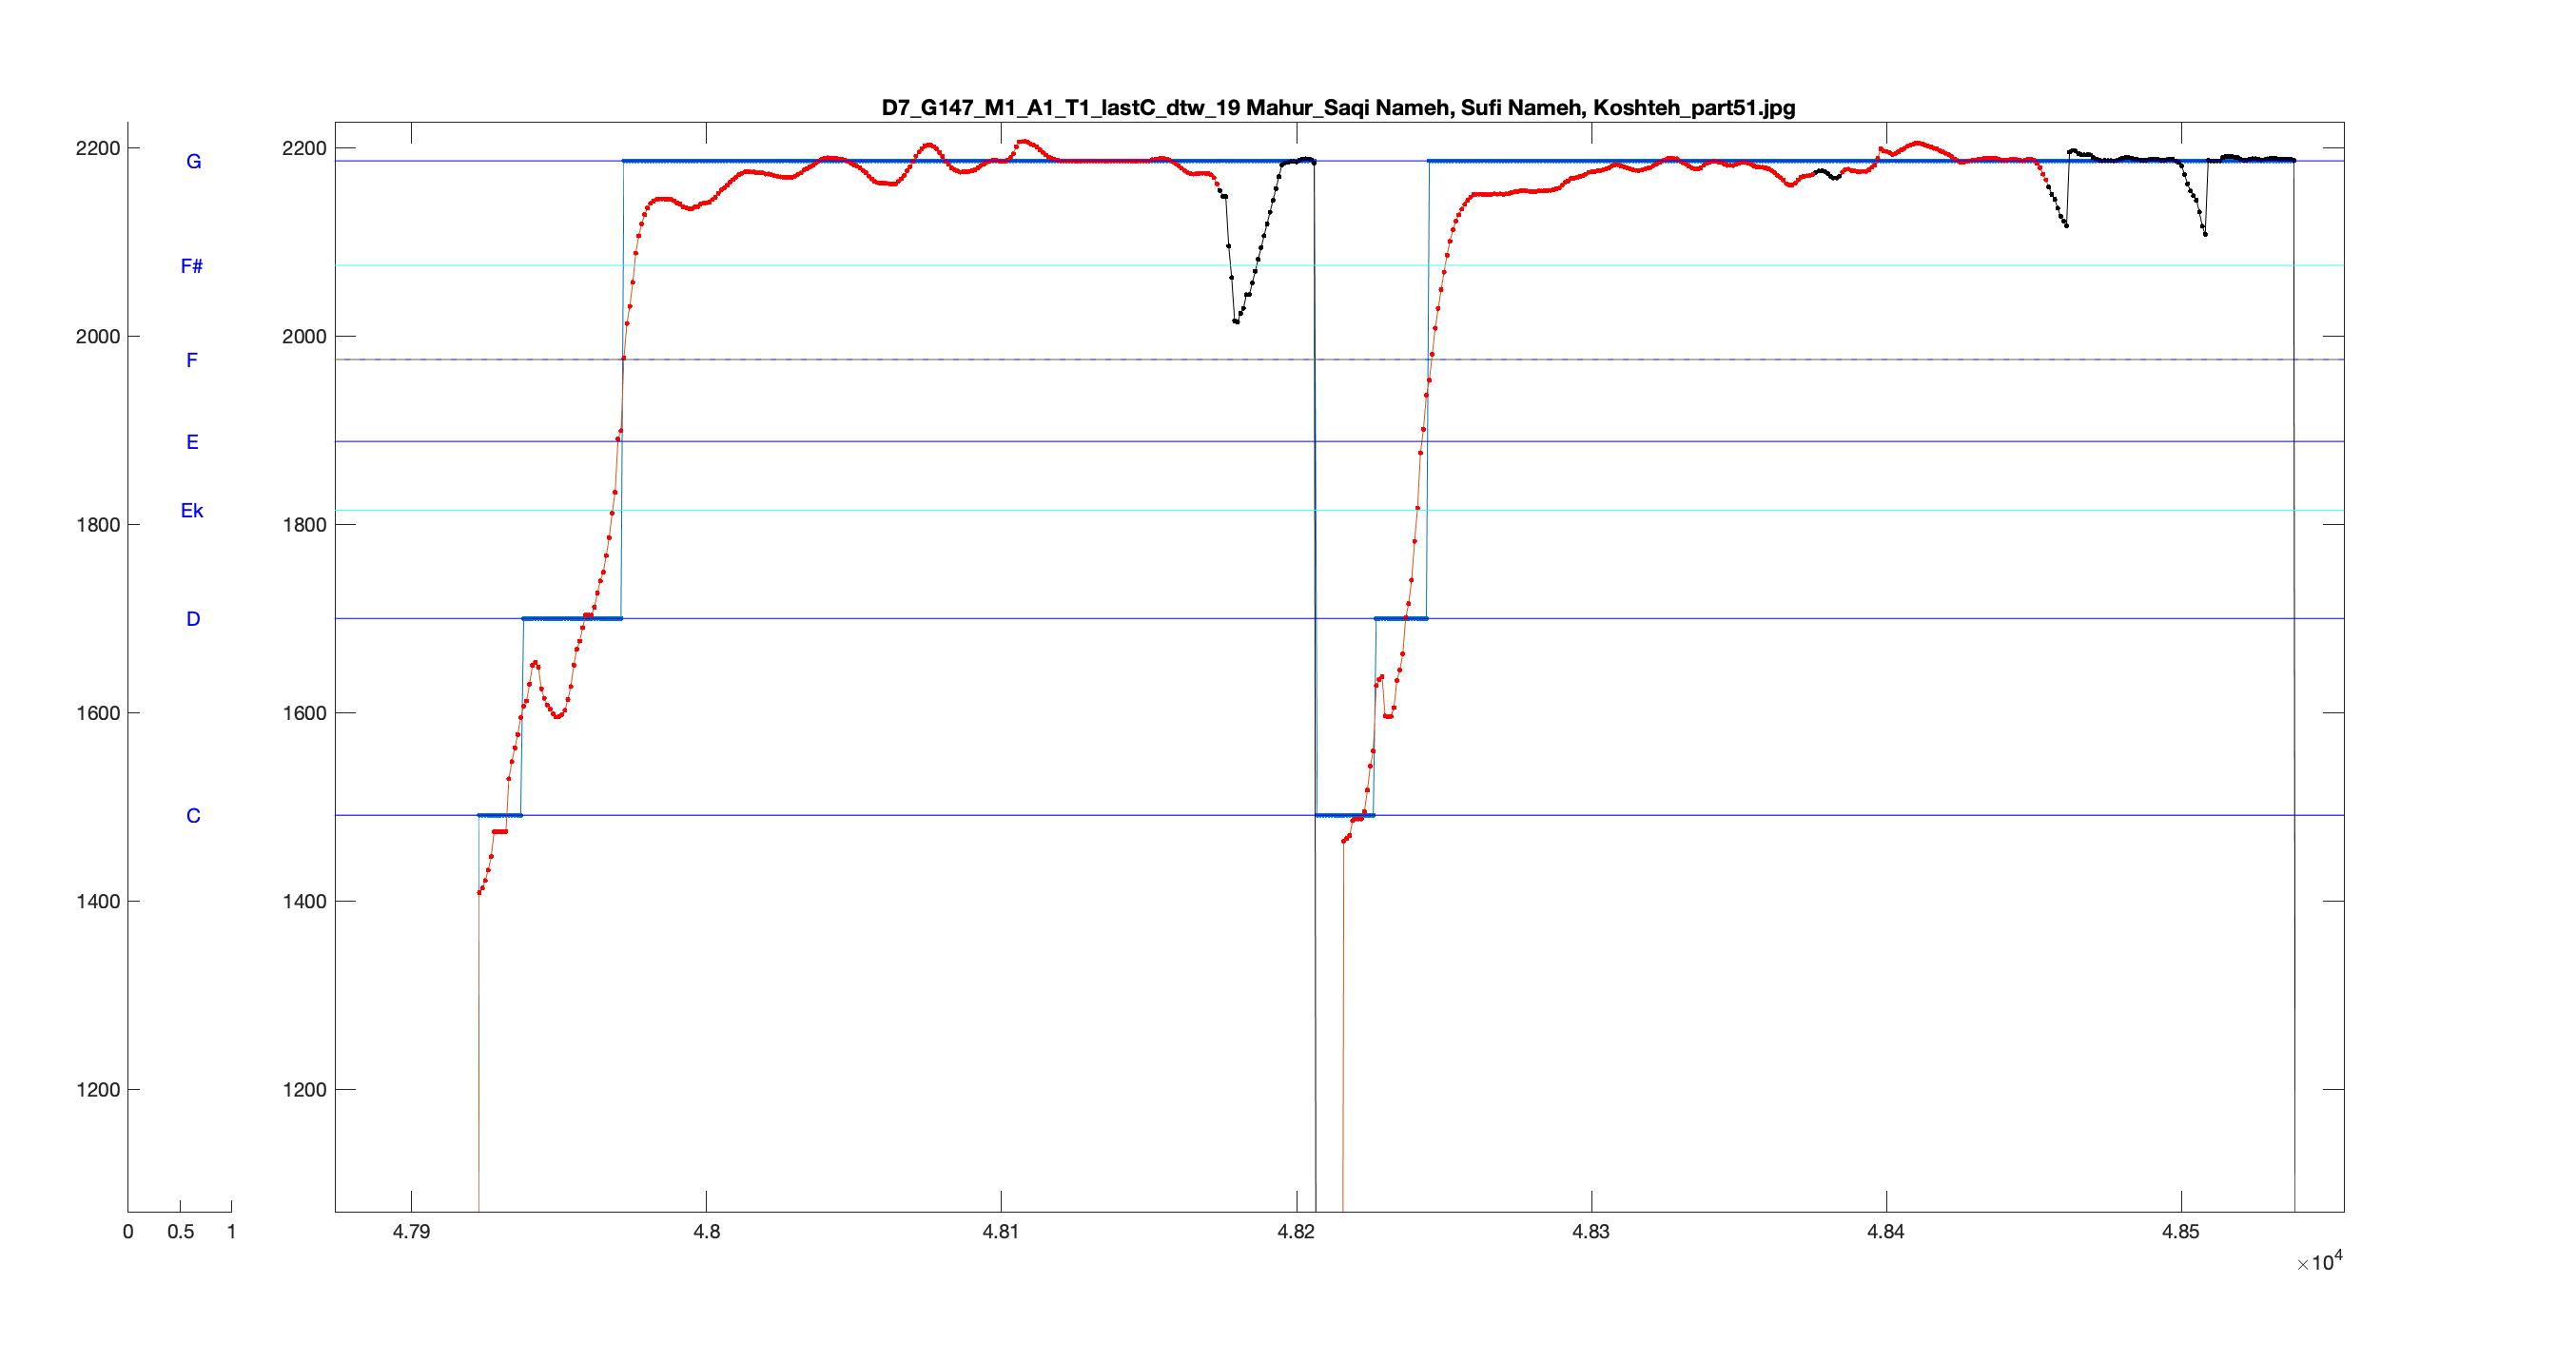 D7_G147_M1_A1_T1_lastC_dtw_19 Mahur_Saqi Nameh, Sufi Nameh, Koshteh_part51.jpg
2200 G 2200
F#
2000 2000
F
E
Ek
1800 1800
D
1600 1600
C
1400 1400
1200 1200
0 0.5 1 4.79 4.8 4.81 4.82 4.83 4.84 4.85
×10⁴